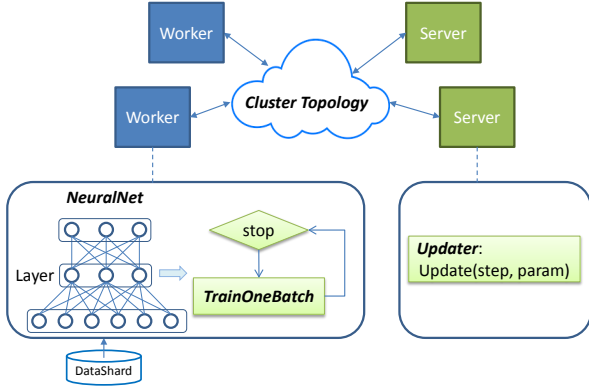 Worker
Server
Cluster Topology
Worker
Server
NeuralNet
stop
Layer
TrainOneBatch
DataShard
Updater:
Update(step, param)